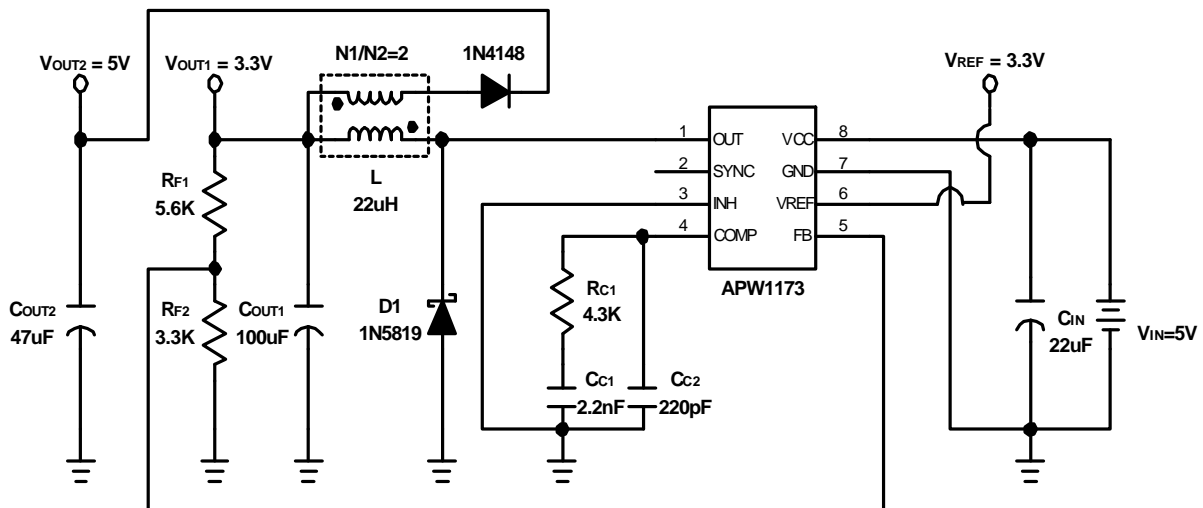 N1/N2=2
1N4148
VOUT2 = 5V
VOUT1 = 3.3V
VREF = 3.3V
1
OUT
VCC
8
2
SYNC
GND
7
3
INH
VREF
6
4
COMP
FB
5
APW1173
L
22uH
RF1
5.6K
RF2
3.3K
COUT2
47uF
COUT1
100uF
D1
1N5819
RC1
4.3K
CC1
2.2nF
CC2
220pF
CIN
22uF
VIN=5V